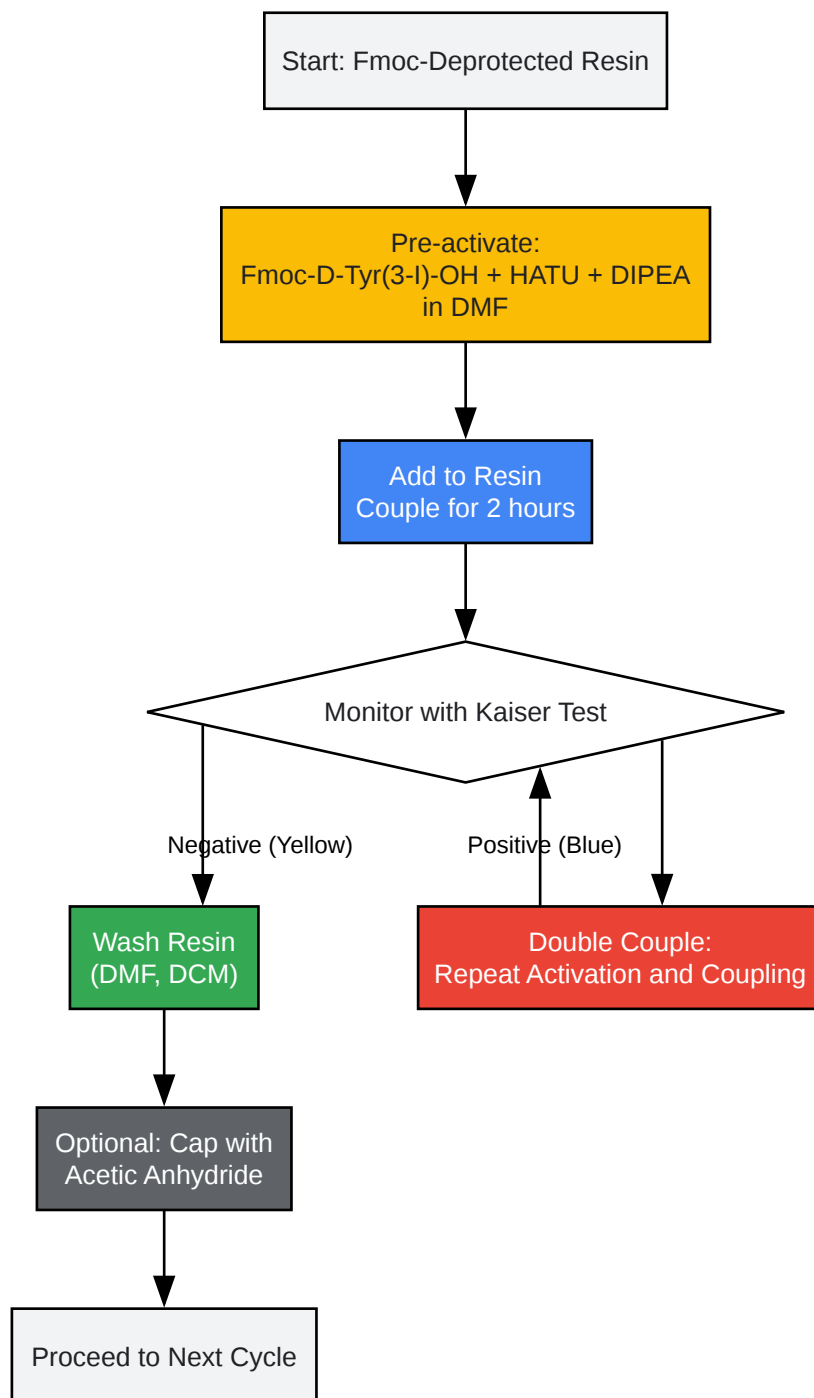 Start: Fmoc-Deprotected Resin
Pre-activate:
Fmoc-D-Tyr(3-I)-OH + HATU + DIPEA
in DMF
Add to Resin
Couple for 2 hours
Monitor with Kaiser Test
Negative (Yellow)
Positive (Blue)
Wash Resin
(DMF, DCM)
Double Couple:
Repeat Activation and Coupling
Optional: Cap with
Acetic Anhydride
Proceed to Next Cycle